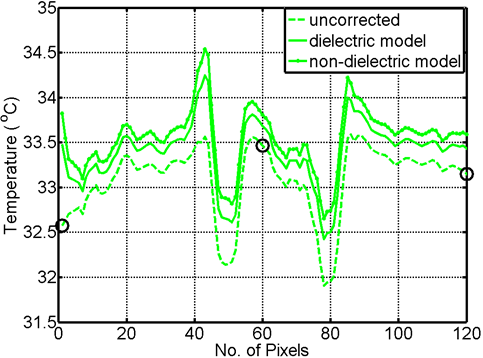 35
34.5
34
33.5
33
32.5
32
31.5
Temperature (°C)
uncorrected
dielectric model
non-dielectric model
0 20 40 60 80 100 120
No. of Pixels